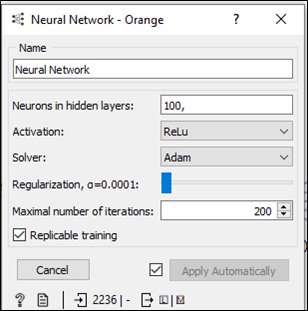 Neural Network - Orange ? ×
Name
Neural Network
Neurons in hidden layers: 100,
Activation: ReLu
Solver: Adam
Regularization, α=0.0001:
Maximal number of iterations: 200
Replicable training
Cancel Apply Automatically
? 2236 | - | M